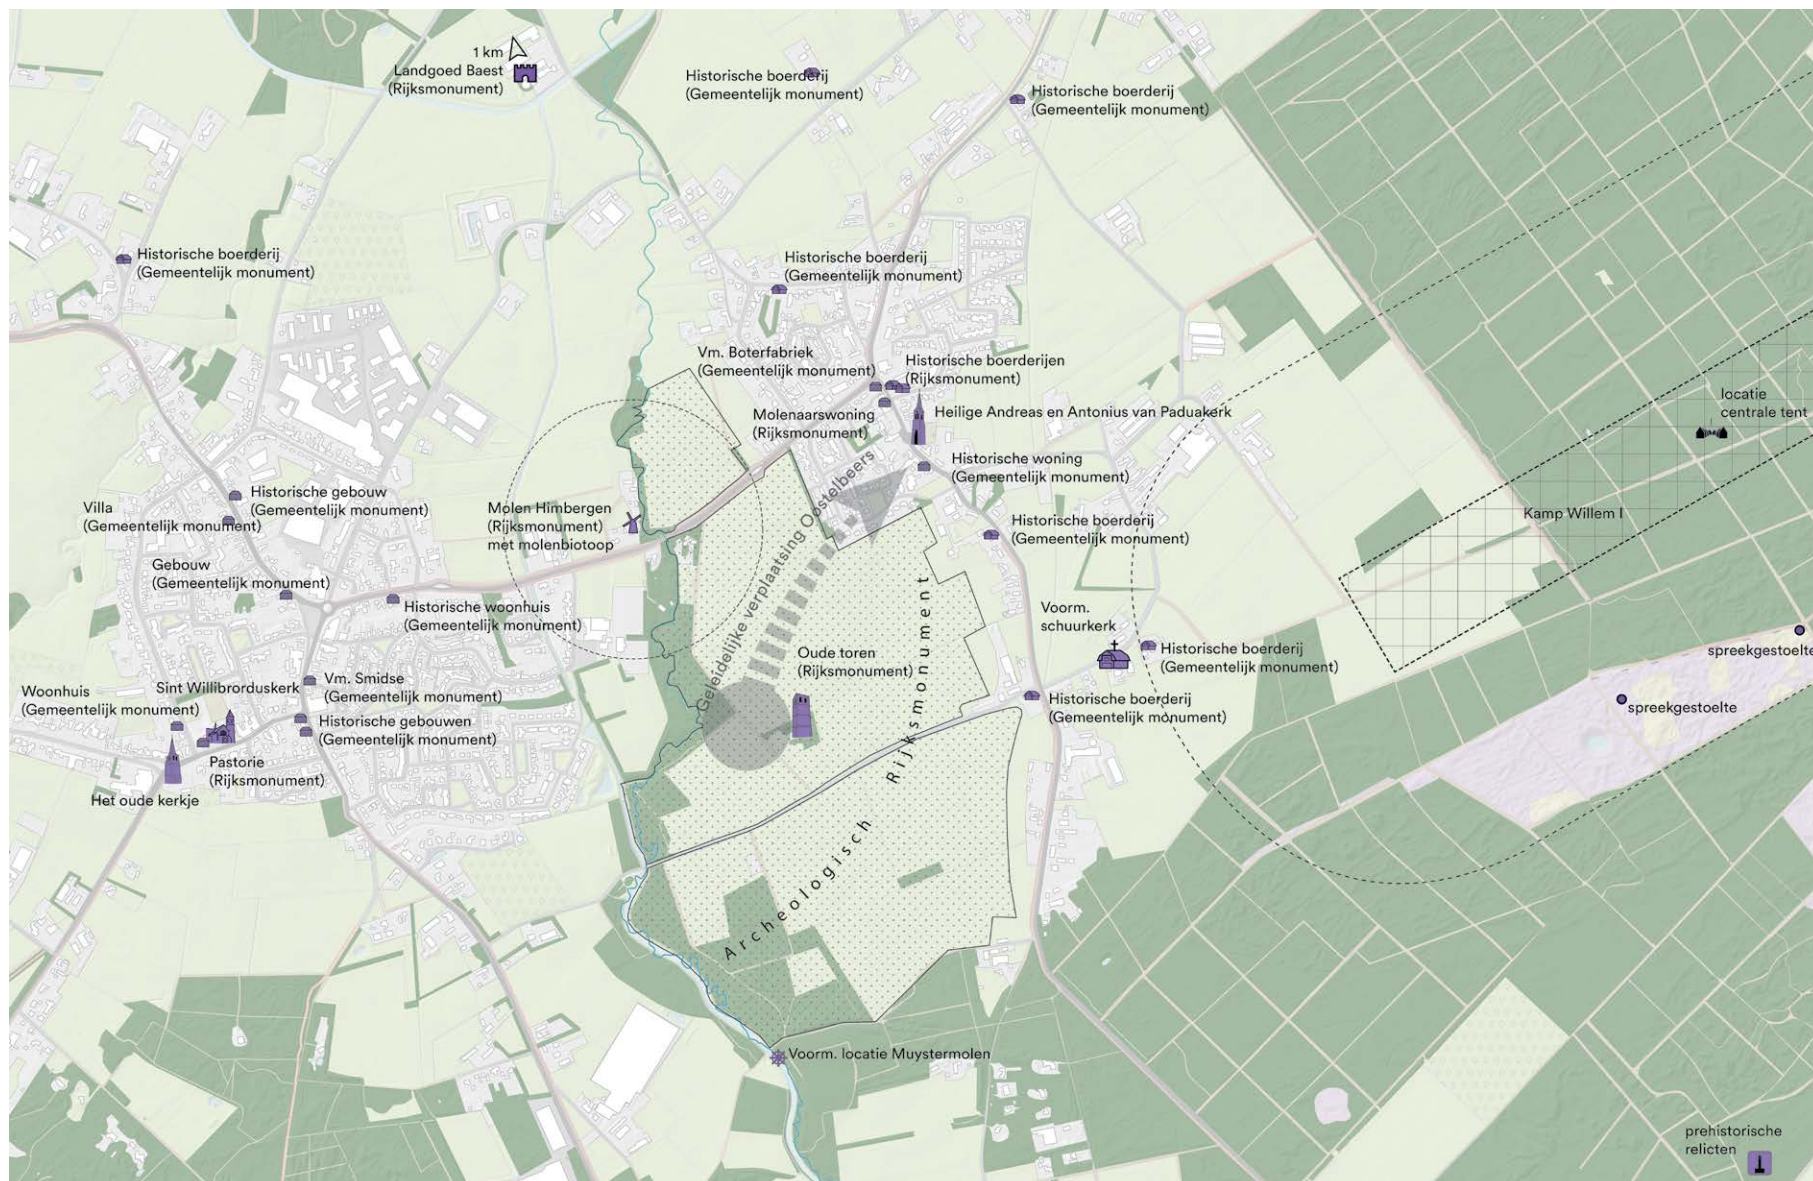 1 km
Landgoed Baest
(Rijksmonument)
Historische boerderij
(Gemeentelijk monument)
Historische boerderij
(Gemeentelijk monument)
Historische boerderij
(Gemeentelijk monument)
Historische boerderij
(Gemeentelijk monument)
Vm. Boterfabriek
(Gemeentelijk monument)
Historische boerderijen
(Rijksmonument)
Molenaarswoning
(Rijksmonument)
Heilige Andreas en Antonius van Paduakerk
locatie
centrale tent
Historische woning
(Gemeentelijk monument)
Historische gebouw
(Gemeentelijk monument)
Villa
(Gemeentelijk monument)
Molen Himbergen
(Rijksmonument)
met molenbiotoop
Geleidelijke verplaatsing Oostelbeers
Historische boerderij
(Gemeentelijk monument)
Kamp Willem I
Gebouw
(Gemeentelijk monument)
Historische woonhuis
(Gemeentelijk monument)
Voorm.
schuurkerk
Historische boerderij
(Gemeentelijk monument)
spreekgestoelte
Oude toren
(Rijksmonument)
Archeologisch Rijksmonument
Woonhuis
(Gemeentelijk monument)
Sint Willibrorduskerk
Vm. Smidse
(Gemeentelijk monument)
Historische gebouwen
(Gemeentelijk monument)
Historische boerderij
(Gemeentelijk monument)
spreekgestoelte
Pastorie
(Rijksmonument)
Het oude kerkje
Voorm. locatie Muystermolen
prehistorische
relicten